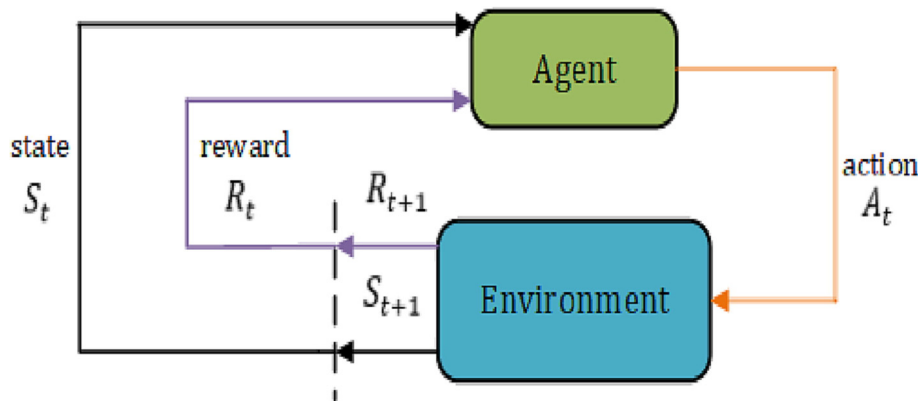 Agent
state
S_t
reward
R_t
R_{t+1}
action
A_t
S_{t+1}
Environment